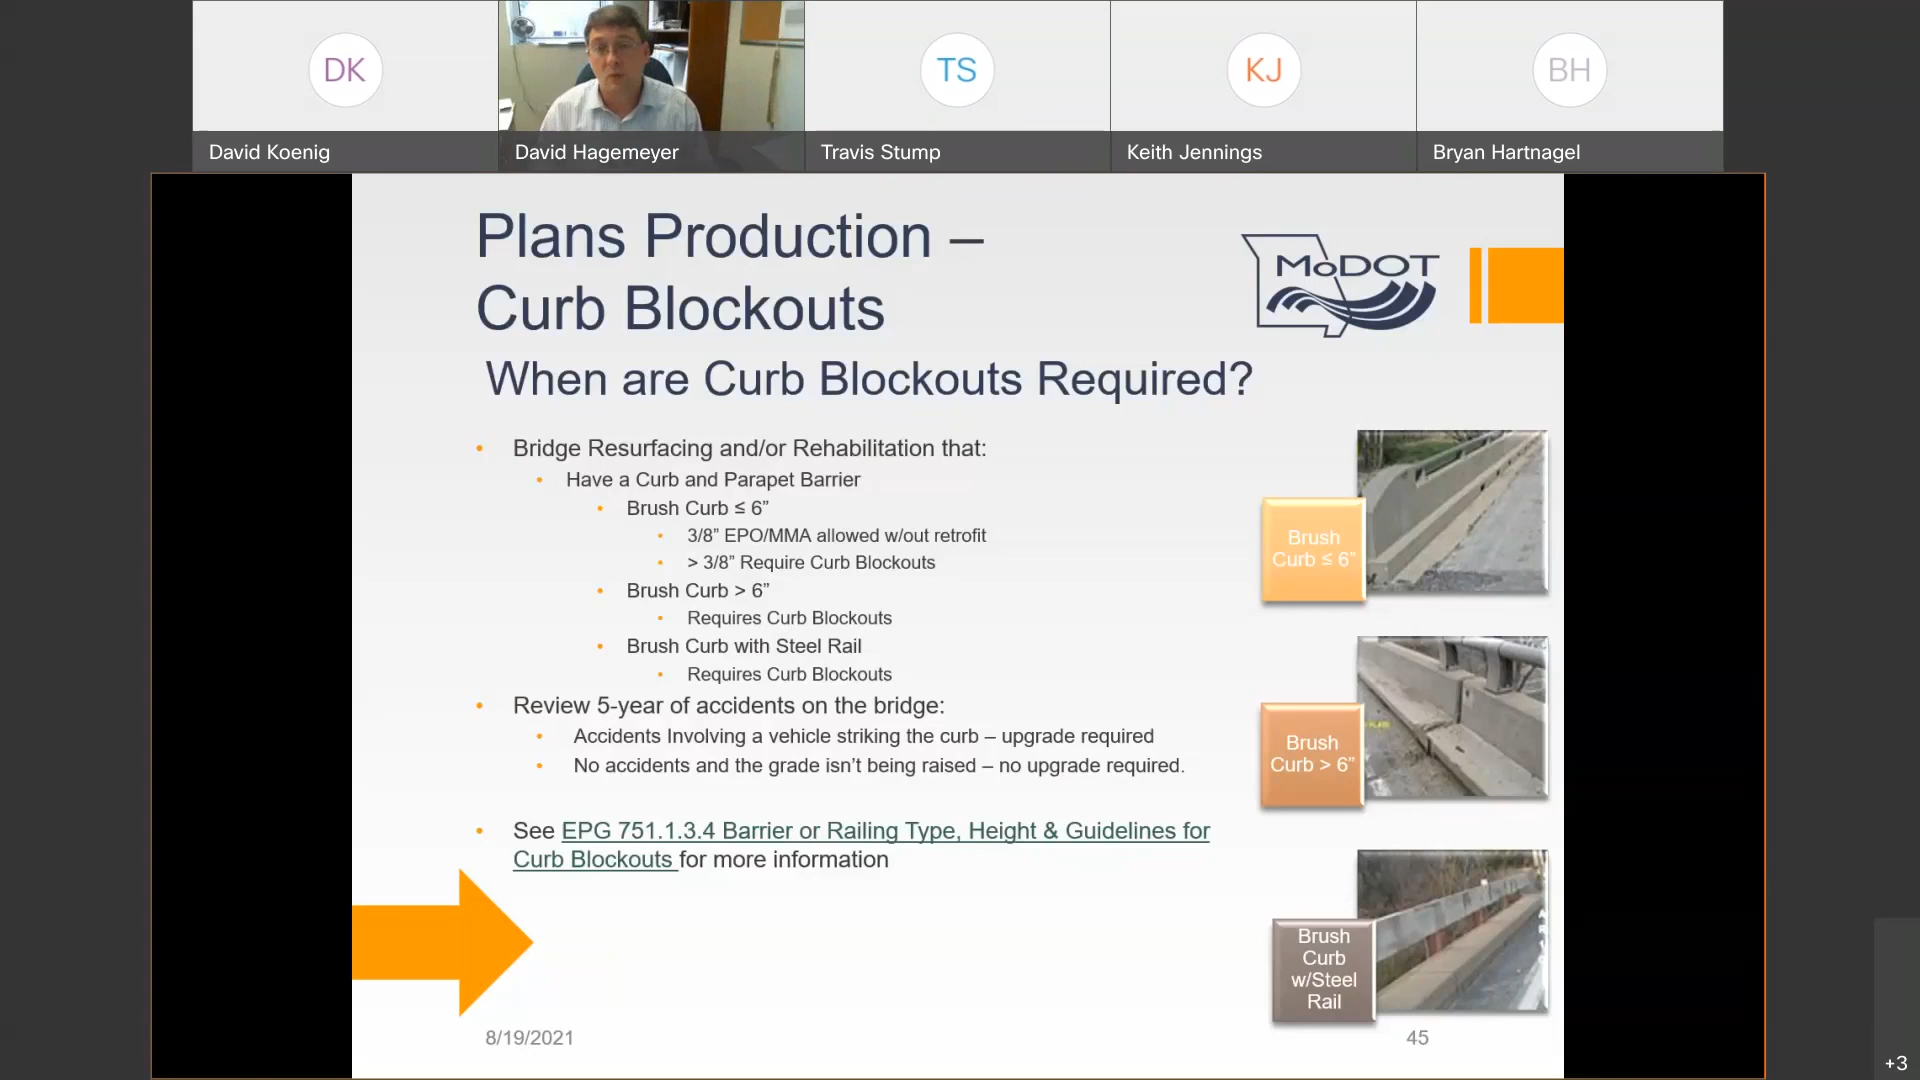 DK
TS
KJ
BH
David Koenig
David Hagemeyer
Travis Stump
Keith Jennings
Bryan Hartnagel
Plans Production –
Curb Blockouts
MoDOT
When are Curb Blockouts Required?
• Bridge Resurfacing and/or Rehabilitation that:
• Have a Curb and Parapet Barrier
• Brush Curb ≤ 6”
• 3/8” EPO/MMA allowed w/out retrofit
• > 3/8” Require Curb Blockouts
• Brush Curb > 6”
• Requires Curb Blockouts
• Brush Curb with Steel Rail
• Requires Curb Blockouts
• Review 5-year of accidents on the bridge:
• Accidents Involving a vehicle striking the curb – upgrade required
• No accidents and the grade isn’t being raised – no upgrade required.
• See EPG 751.1.3.4 Barrier or Railing Type, Height & Guidelines for
Curb Blockouts for more information
Brush
Curb ≤ 6”
Brush
Curb > 6”
Brush
Curb
w/Steel
Rail
8/19/2021
45
+3